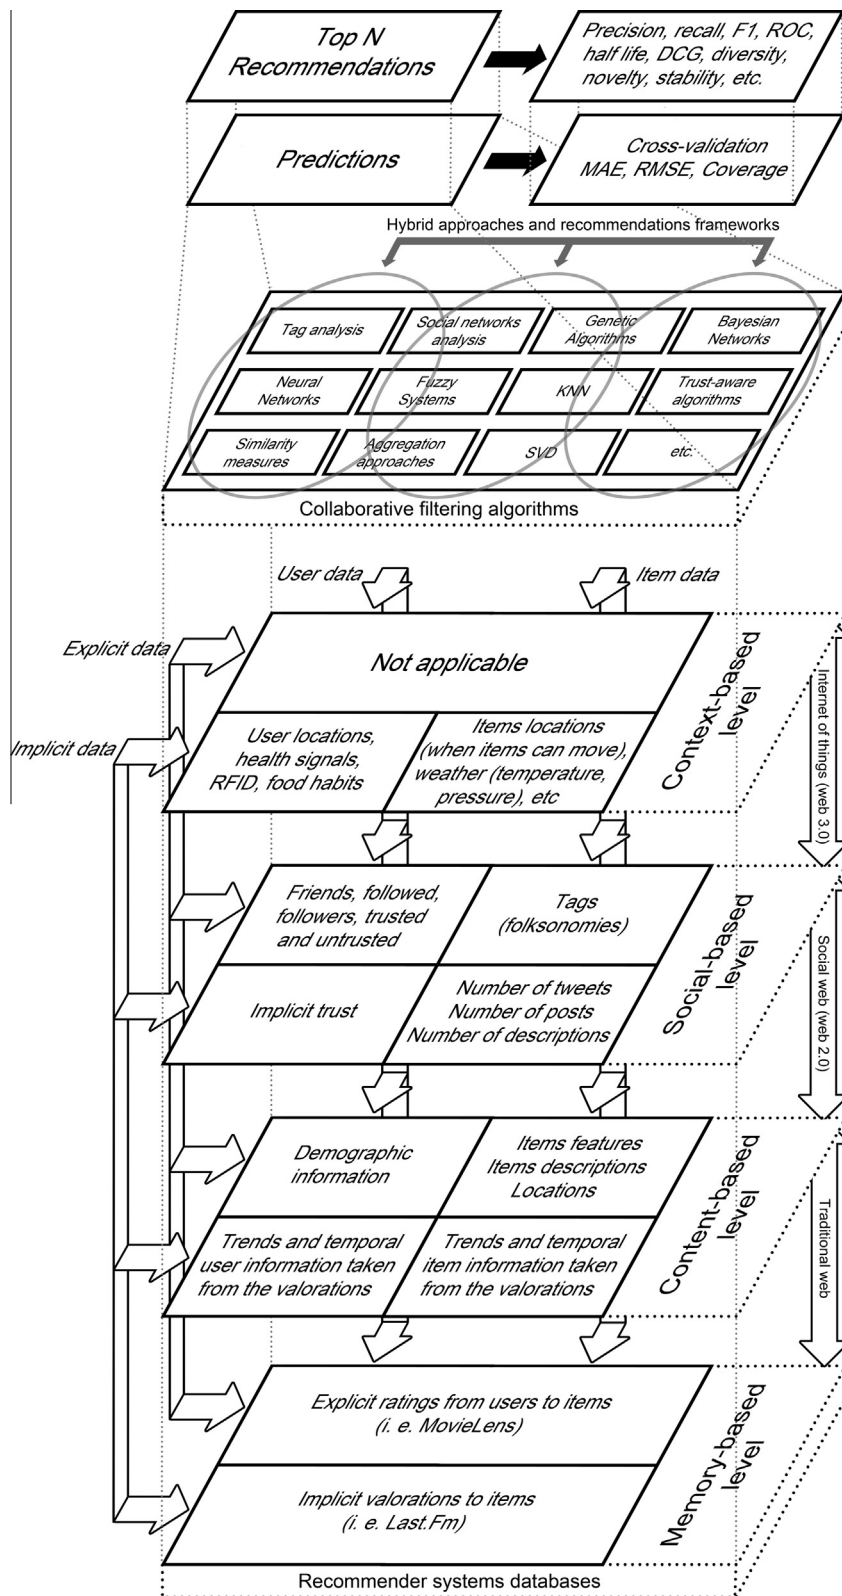 Top N
Recommendations
Precision, recall, F1, ROC,
half life, DCG, diversity,
novelty, stability, etc.
Predictions
Cross-validation
MAE, RMSE, Coverage
Hybrid approaches and recommendations frameworks
Tag analysis
Social networks
analysis
Genetic
Algorithms
Bayesian
Networks
Neural
Networks
Fuzzy
Systems
KNN
Trust-aware
algorithms
Similarity
measures
Aggregation
approaches
SVD
etc.
Collaborative filtering algorithms
User data
Item data
Explicit data
Implicit data
Not applicable
User locations,
health signals,
RFID, food habits
Items locations
(when items can move),
weather (temperature,
pressure), etc
Context-based
level
Internet of things (web 3.0)
Friends, followed,
followers, trusted
and untrusted
Tags
(folksonomies)
Implicit trust
Number of tweets
Number of posts
Number of descriptions
Social-based
level
Social web (web 2.0)
Demographic
information
Items features
Items descriptions
Locations
Trends and temporal
user information taken
from the valorations
Trends and temporal
item information taken
from the valorations
Content-based
level
Traditional web
Explicit ratings from users to items
(i. e. MovieLens)
Implicit valorations to items
(i. e. Last.Fm)
Memory-based
level
Recommender systems databases